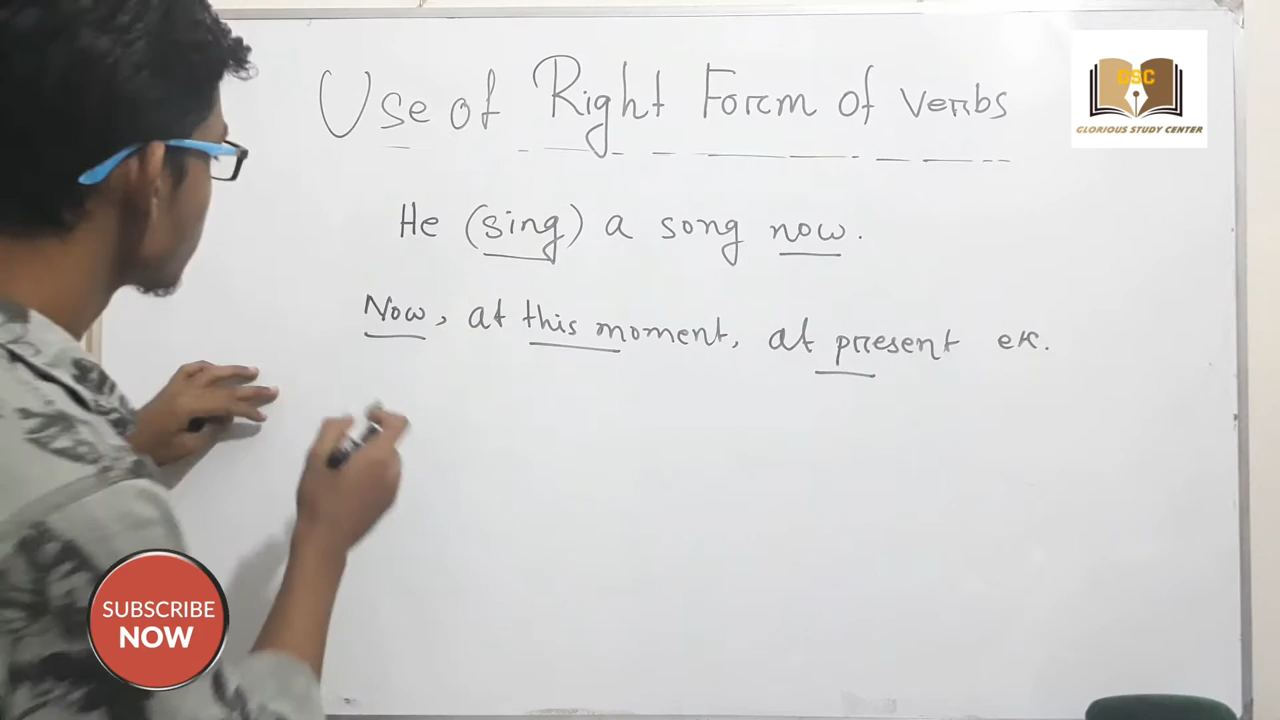 Use of Right Form of verbs
GSC
GLORIOUS STUDY CENTER
He (sing) a song now.
Now, at this moment, at present etc.
SUBSCRIBE
NOW